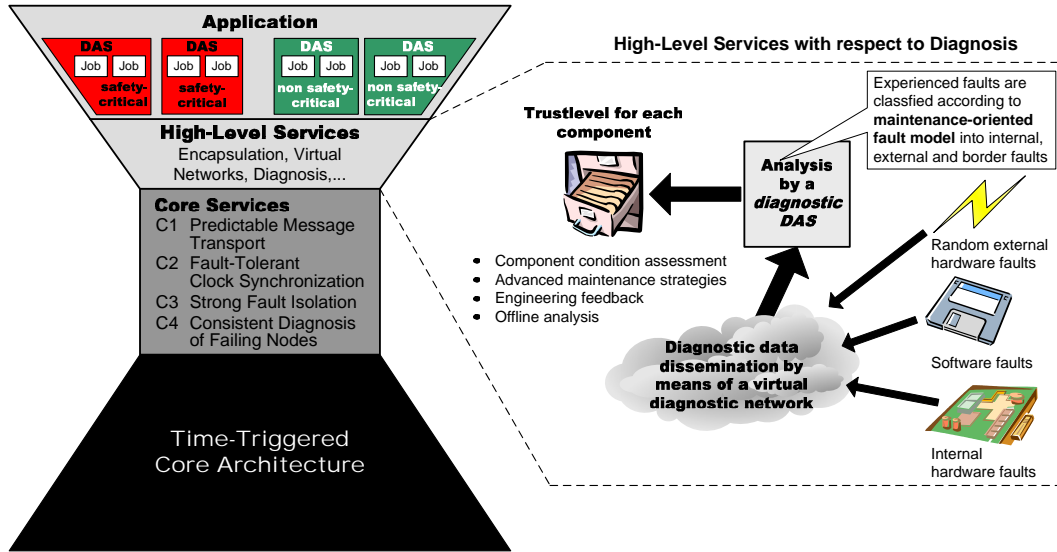 Application
DAS
Job Job
safety-
critical
DAS
Job Job
safety-
critical
DAS
Job Job
non safety-
critical
DAS
Job Job
non safety-
critical
High-Level Services
Encapsulation, Virtual
Networks, Diagnosis,...
Core Services
C1 Predictable Message
Transport
C2 Fault-Tolerant
Clock Synchronization
C3 Strong Fault Isolation
C4 Consistent Diagnosis
of Failing Nodes
Time-Triggered
Core Architecture
High-Level Services with respect to Diagnosis
Experienced faults are
classfied according to
maintenance-oriented
fault model into internal,
external and border faults
Trustlevel for each
component
Analysis
by a
diagnostic
DAS
• Component condition assessment
• Advanced maintenance strategies
• Engineering feedback
• Offline analysis
Diagnostic data
dissemination by
means of a virtual
diagnostic network
Random external
hardware faults
Software faults
Internal
hardware faults